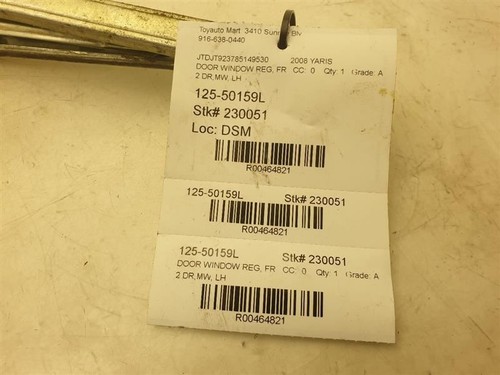 Toyauto Mart 3410 Sunrise Blv
916-638-0440
JTDJT923785149530 2008 YARIS
DOOR WINDOW REG, FR CC: 0 Qty: 1 Grade: A
2 DR,MW, LH
125-50159L
Stk# 230051
Loc: DSM
R00464821
125-50159L Stk# 230051
R00464821
125-50159L Stk# 230051
DOOR WINDOW REG, FR CC: 0 Qty: 1 Grade: A
2 DR,MW, LH
R00464821